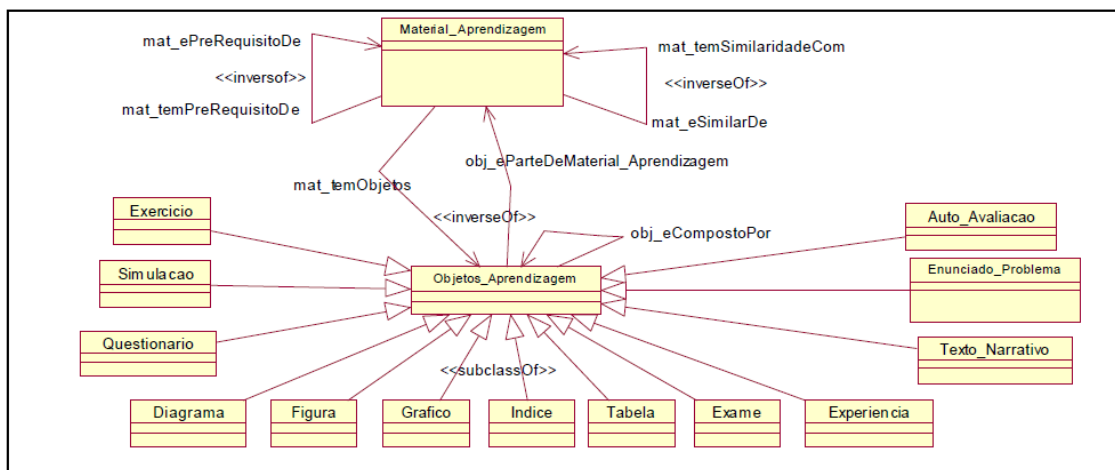 Material_Aprendizagem
mat_ePreRequisitoDe
mat_temSimilaridadeCom
<<inversof>>
<<inverseOf>>
mat_temPreRequisitoDe
mat_eSimilarDe
obj_eParteDeMaterial_Aprendizagem
mat_temObjetos
<<inverseOf>>
obj_eCompostoPor
Exercicio
Auto_Avaliacao
Simulacao
Objetos_Aprendizagem
Enunciado_Problema
Questionario
Texto_Narrativo
<<subclassOf>>
Diagrama
Figura
Grafico
Indice
Tabela
Exame
Experiencia